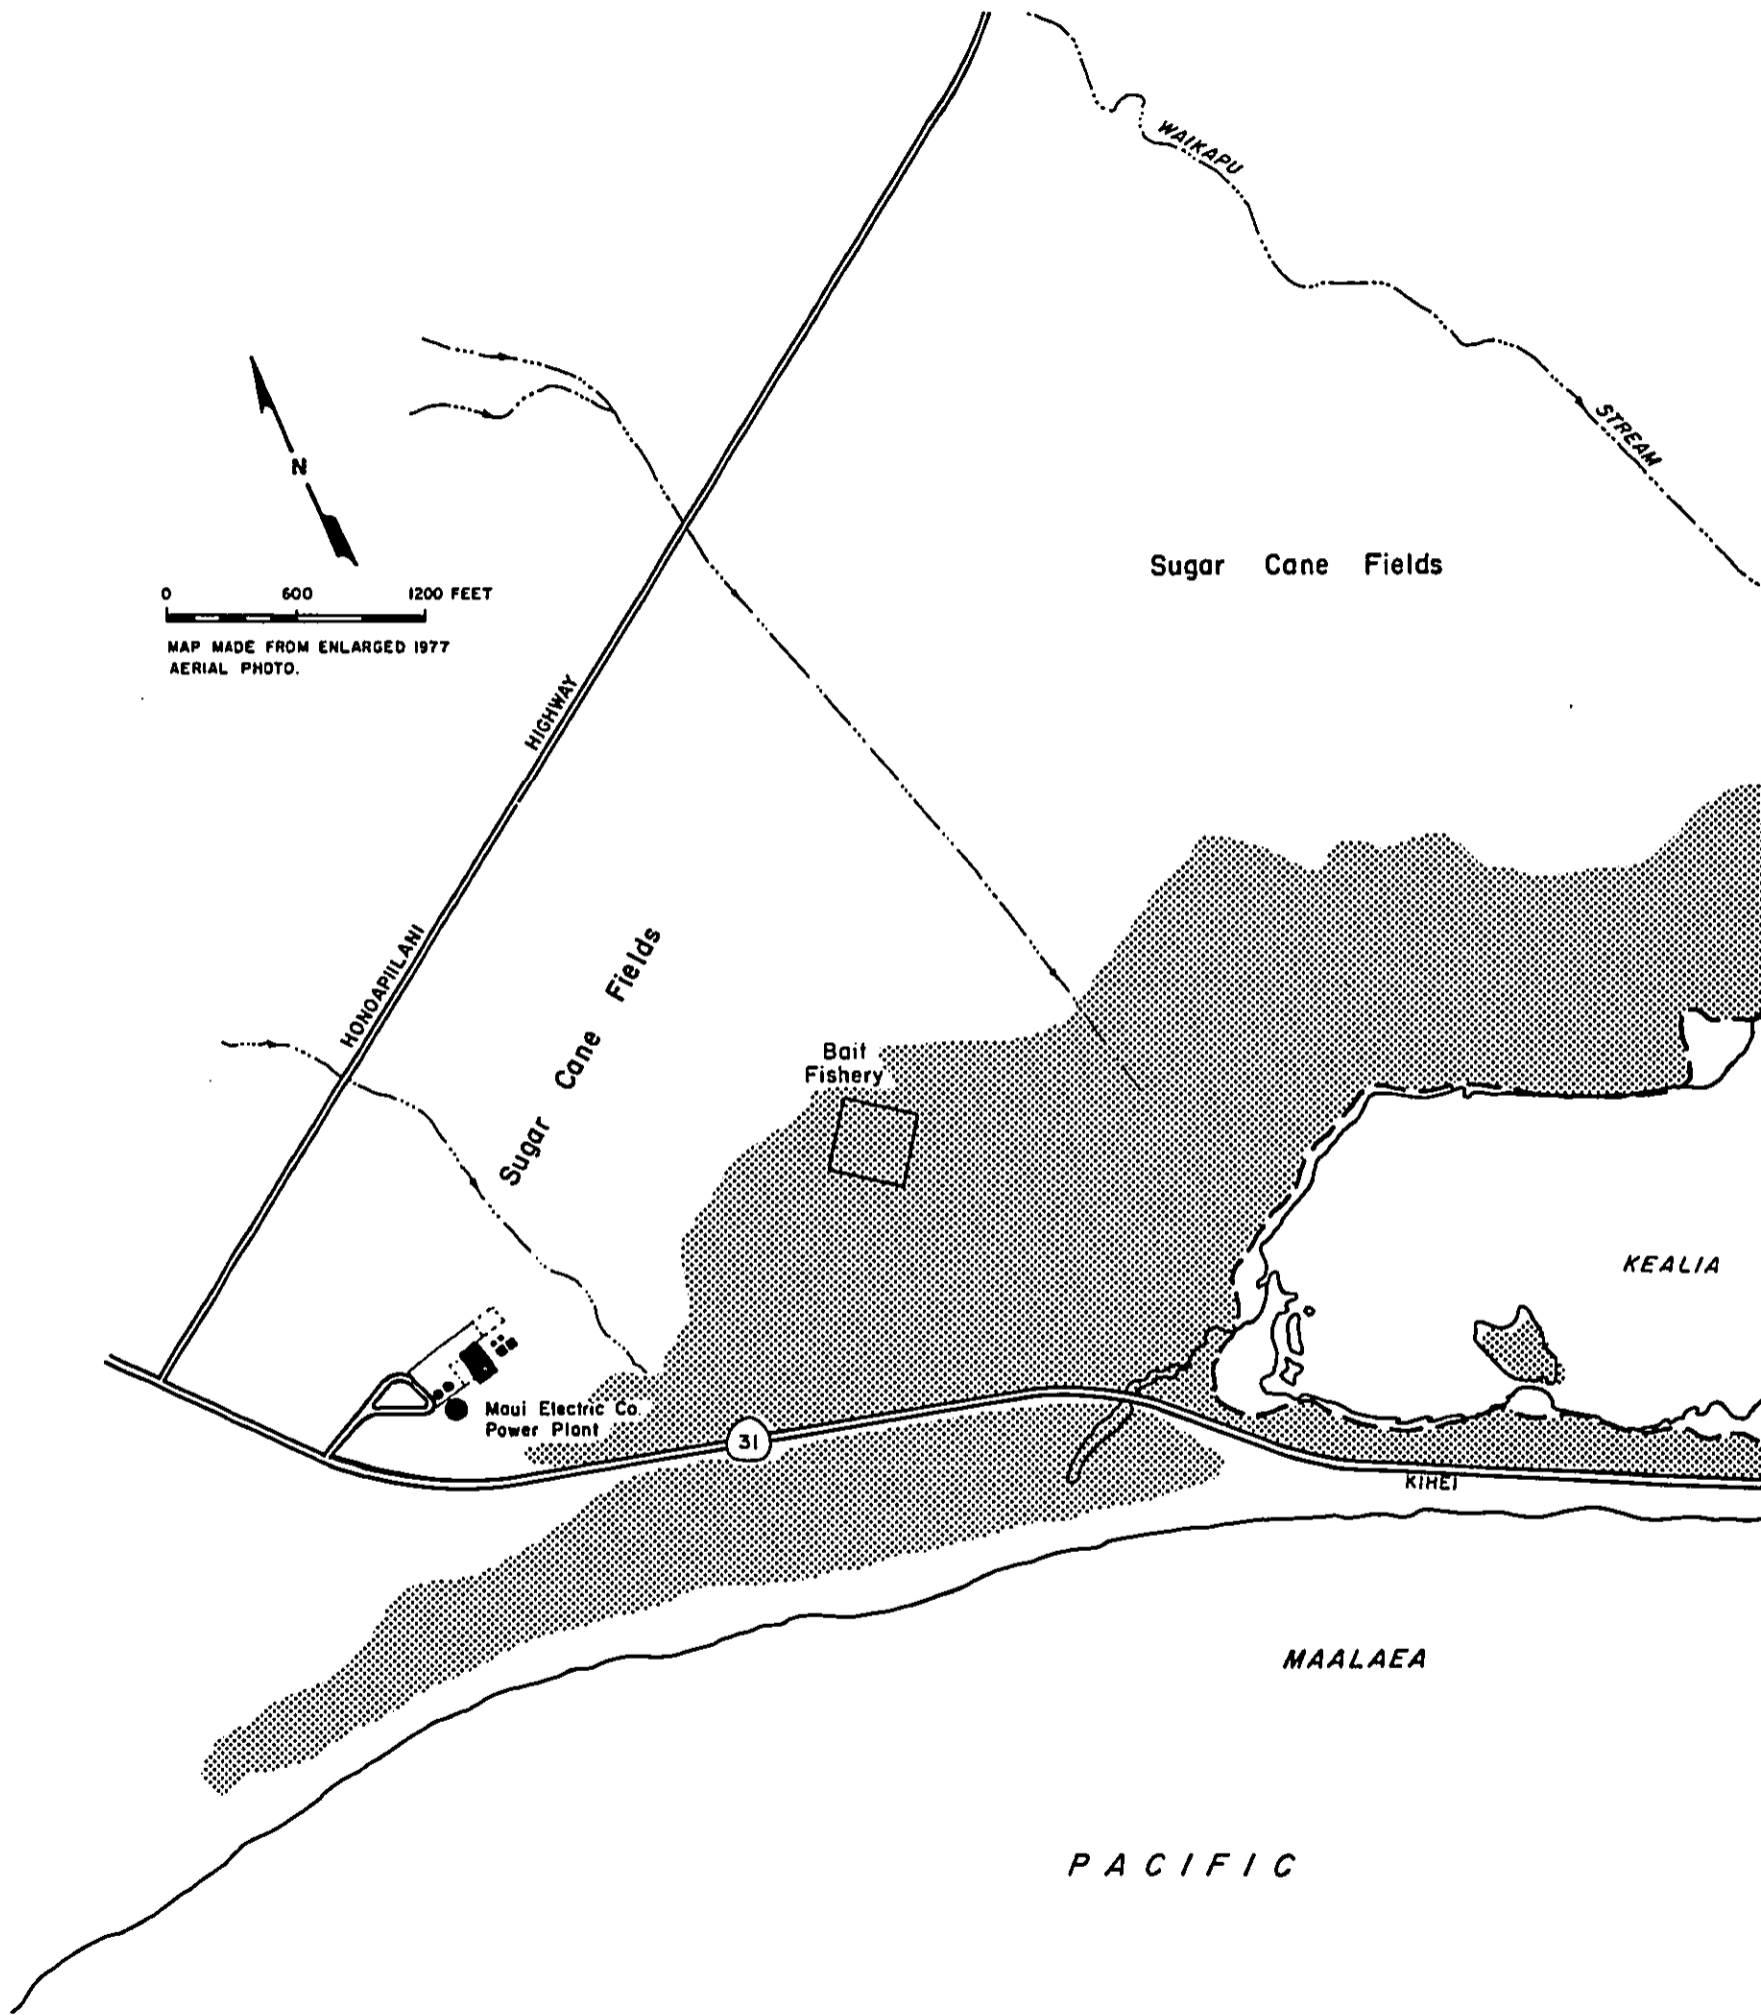 WAIKAPU
STREAM
N
0 600 1200 FEET
MAP MADE FROM ENLARGED 1977
AERIAL PHOTO.
Sugar Cane Fields
HONOAPIILANI HIGHWAY
Sugar Cane Fields
Bait
Fishery
KEALIA
Maui Electric Co.
Power Plant
31
KIHEI
MAALAEA
PACIFIC